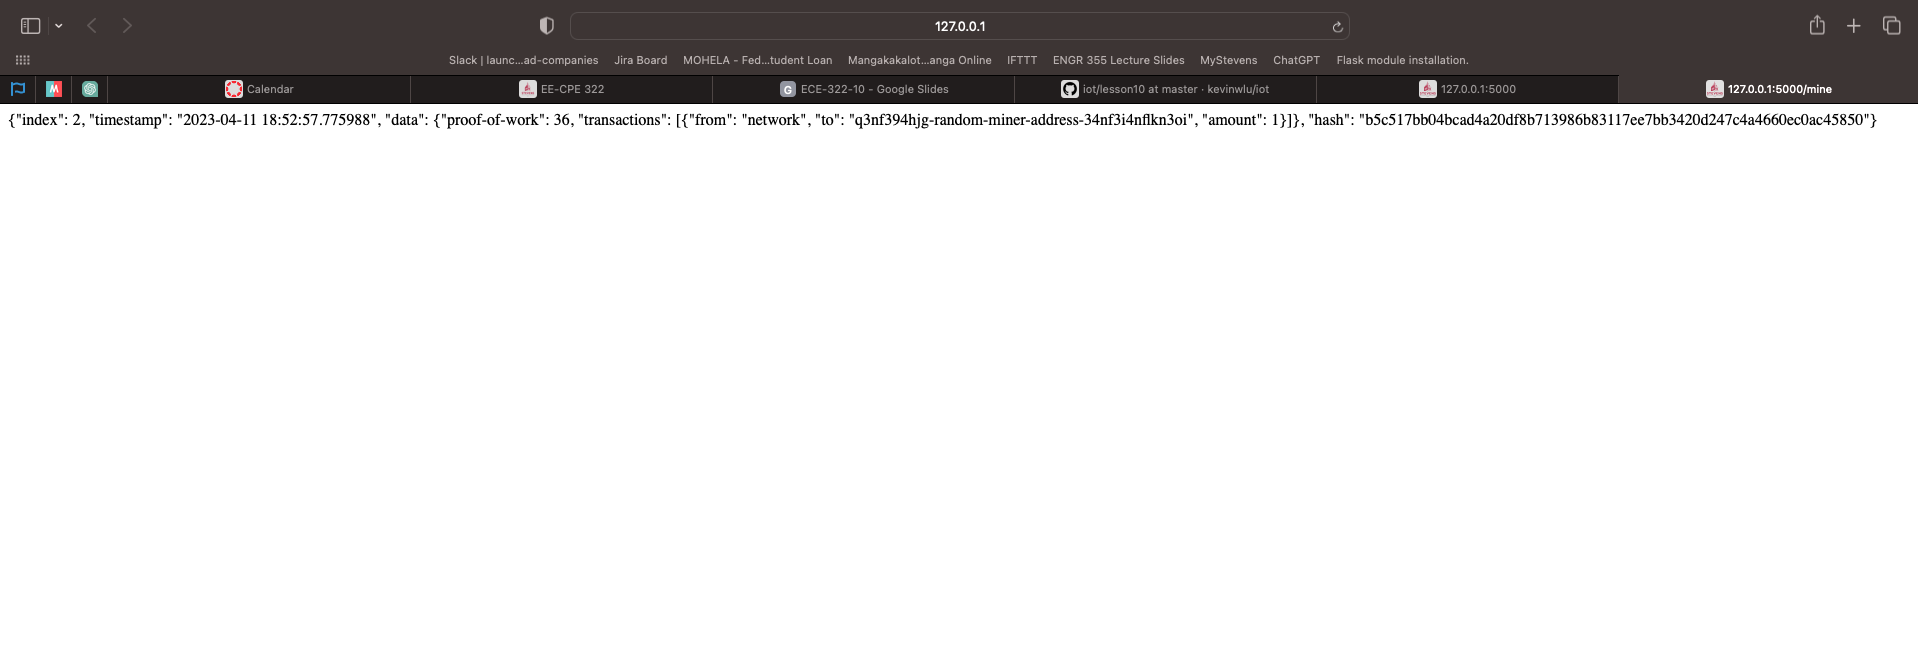 127.0.0.1
Slack | launc...ad-companies Jira Board MOHELA - Fed...tudent Loan Mangakakalot...anga Online IFTTT ENGR 355 Lecture Slides MyStevens ChatGPT Flask module installation.
M Calendar EE-CPE 322 G ECE-322-10 - Google Slides iot/lesson10 at master · kevinwlu/iot 127.0.0.1:5000 127.0.0.1:5000/mine
{"index": 2, "timestamp": "2023-04-11 18:52:57.775988", "data": {"proof-of-work": 36, "transactions": [{"from": "network", "to": "q3nf394hjg-random-miner-address-34nf3i4nflkn3oi", "amount": 1}]}, "hash": "b5c517bb04bcad4a20df8b713986b83117ee7bb3420d247c4a4660ec0ac45850"}